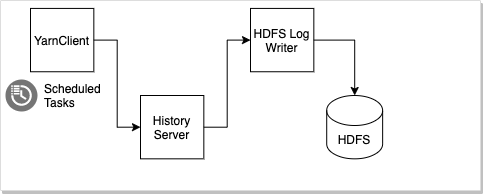 YarnClient
Scheduled
Tasks
History
Server
HDFS Log
Writer
HDFS